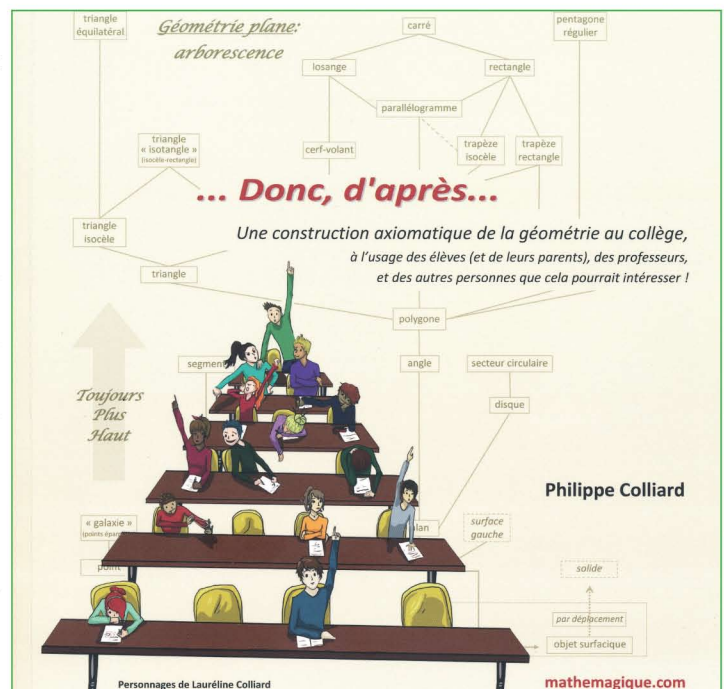 triangle
équilatéral
Géométrie plane:
arborescence
carré
pentagone
régulier
losange
rectangle
parallélogramme
triangle
« isotangle »
(isocèle-rectangle)
cerf-volant
trapèze
isocèle
trapèze
rectangle
... Donc, d'après...
triangle
isocèle
Une construction axiomatique de la géométrie au collège,
à l'usage des élèves (et de leurs parents), des professeurs,
et des autres personnes que cela pourrait intéresser !
triangle
polygone
segment
angle
secteur circulaire
disque
Toujours
Plus
Haut
Philippe Colliard
« galaxie »
(points épars)
plan
surface
gauche
point
solide
par déplacement
objet surfacique
Personnages de Lauréline Colliard
mathemagique.com